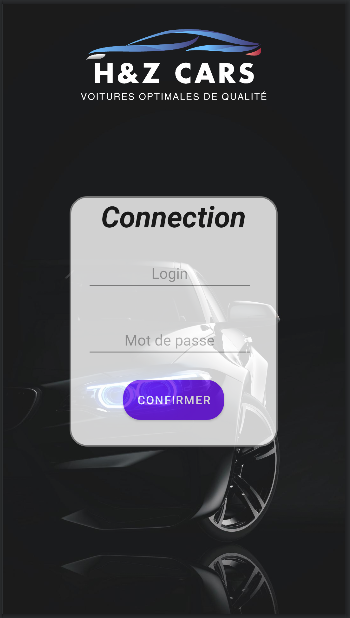 H&Z CARS
VOITURES OPTIMALES DE QUALITÉ
Connection
Login
Mot de passe
CONFIRMER